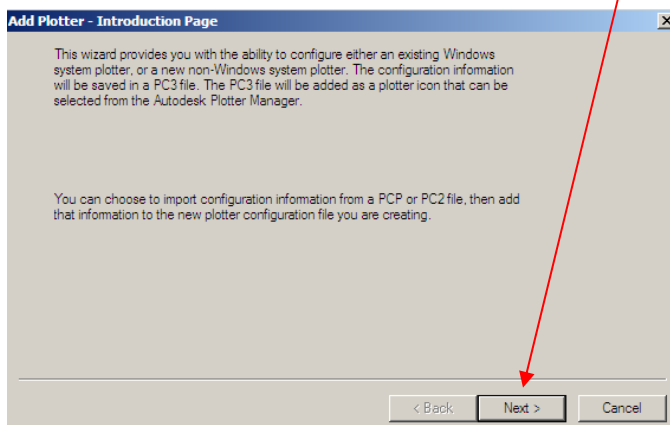 Add Plotter - Introduction Page
This wizard provides you with the ability to configure either an existing Windows
system plotter, or a new non-Windows system plotter. The configuration information
will be saved in a PC3 file. The PC3 file will be added as a plotter icon that can be
selected from the Autodesk Plotter Manager.
You can choose to import configuration information from a PCP or PC2 file, then add
that information to the new plotter configuration file you are creating.
< Back
Next >
Cancel